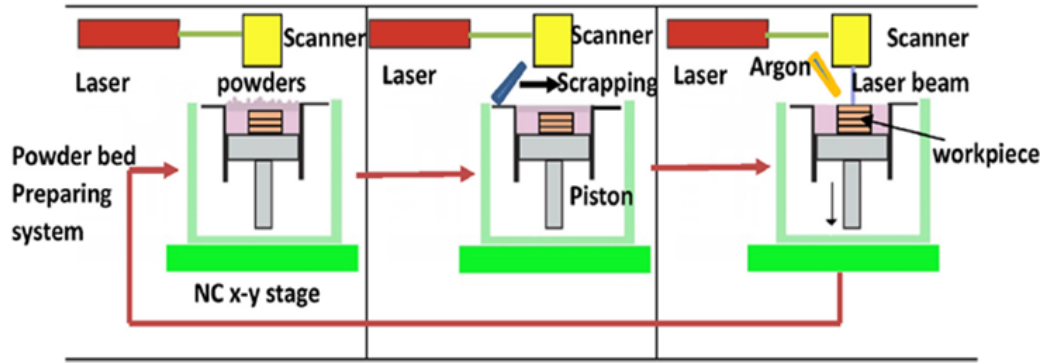 Scanner
Laser
powders
Powder bed
Preparing
system
NC x-y stage
Scanner
Laser
Scrapping
Piston
Scanner
Laser
Argon
Laser beam
workpiece